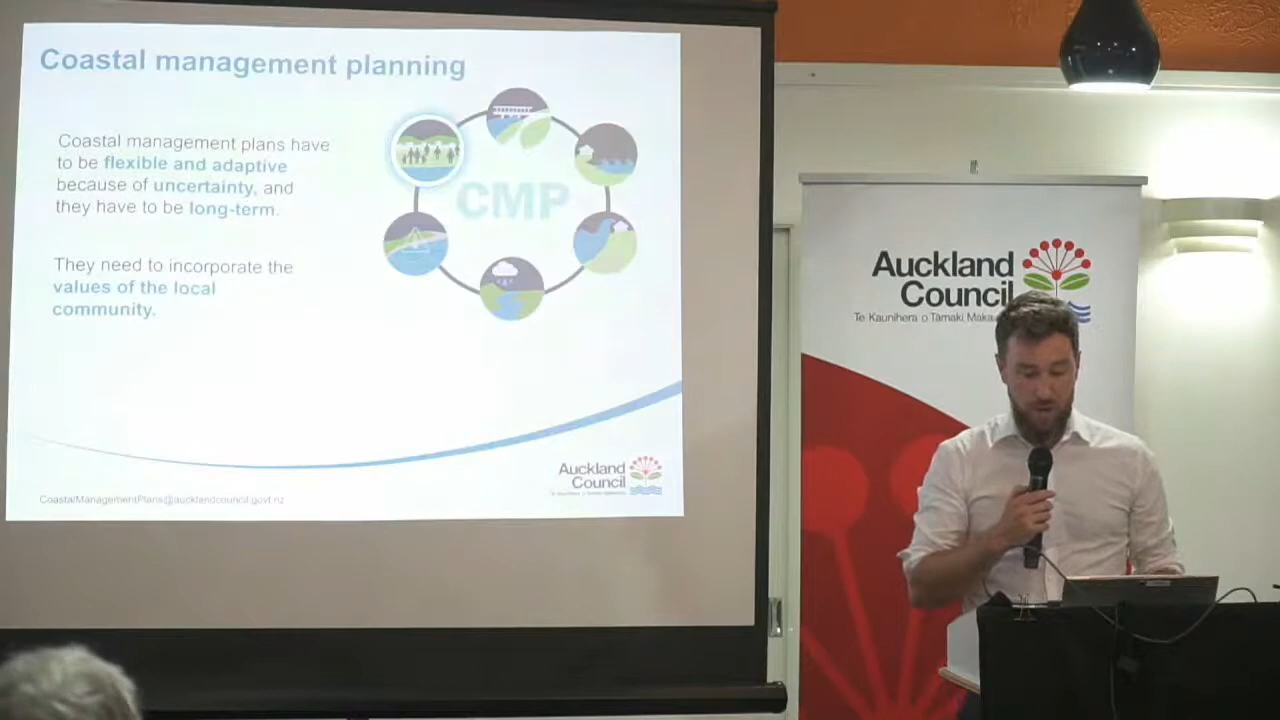 Coastal management planning
Coastal management plans have
to be flexible and adaptive
because of uncertainty, and
they have to be long-term.
They need to incorporate the
values of the local
community.
CMP
Auckland
Council
CoastalManagementPlans@aucklandcouncil.govt.nz
Auckland
Council
Te Kaunihera o Tāmaki Maka